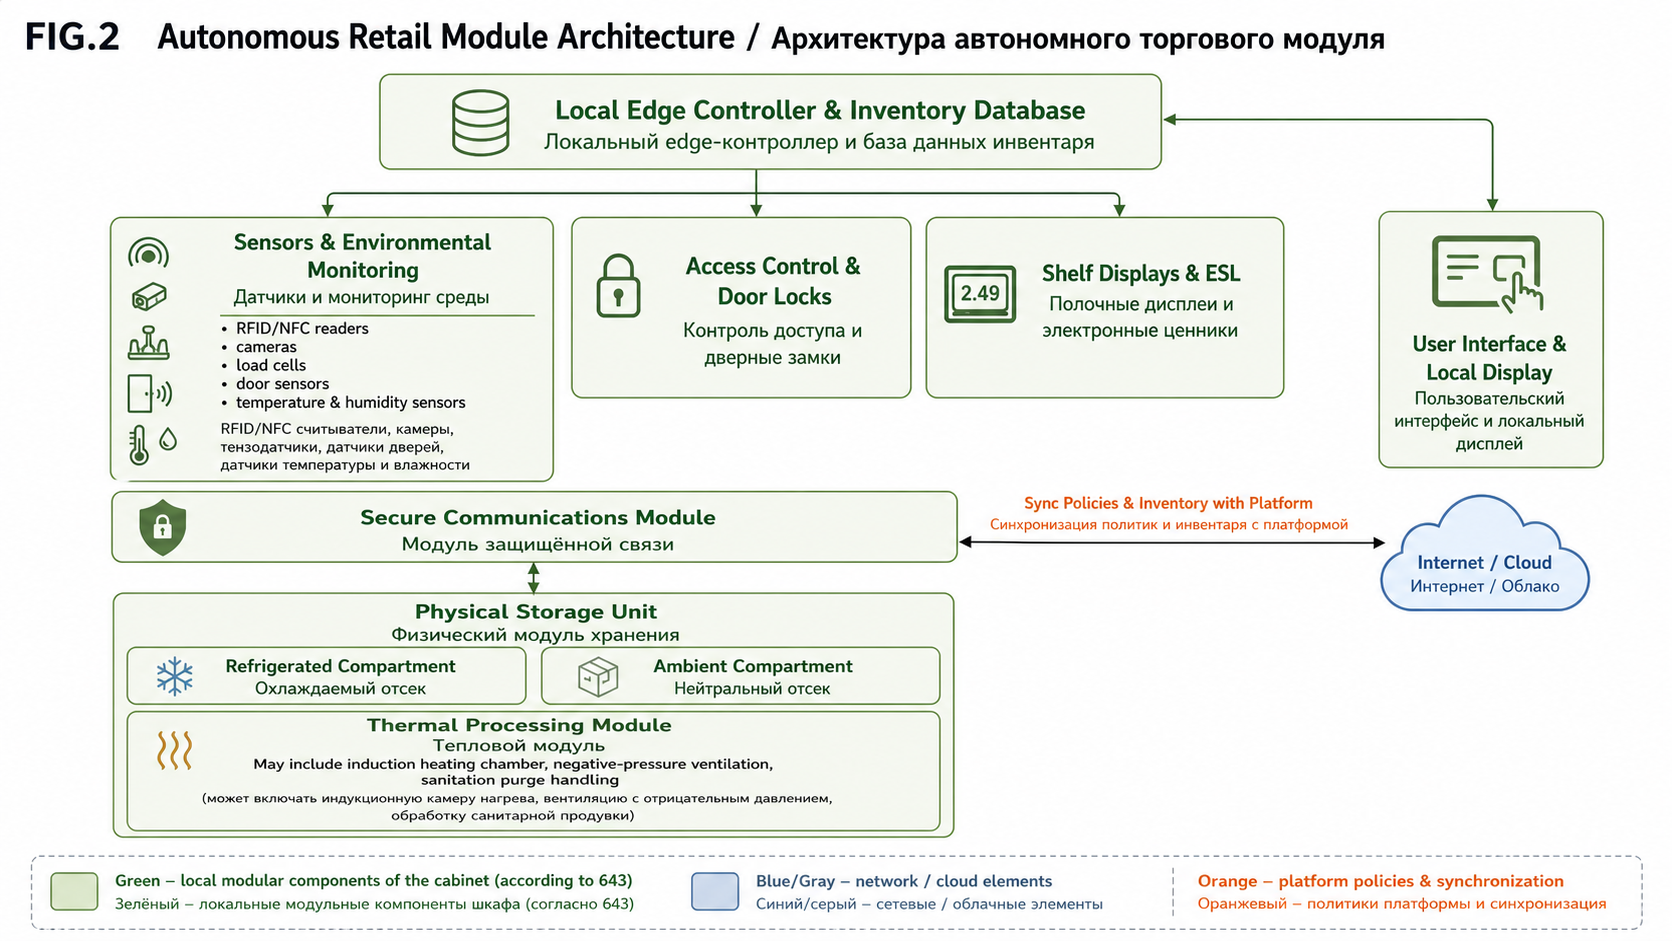 FIG.2 Autonomous Retail Module Architecture / Архитектура автономного торгового модуля
Local Edge Controller & Inventory Database
Локальный edge-контроллер и база данных инвентаря
Sensors & Environmental
Monitoring
Датчики и мониторинг среды
• RFID/NFC readers
• cameras
• load cells
• door sensors
• temperature & humidity sensors
RFID/NFC считыватели, камеры,
тензодатчики, датчики дверей,
датчики температуры и влажности
Access Control &
Door Locks
Контроль доступа и
дверные замки
2.49
Shelf Displays & ESL
Полочные дисплеи и
электронные ценники
User Interface &
Local Display
Пользовательский
интерфейс и локальный
дисплей
Secure Communications Module
Модуль защищённой связи
Sync Policies & Inventory with Platform
Синхронизация политик и инвентаря с платформой
Internet / Cloud
Интернет / Облако
Physical Storage Unit
Физический модуль хранения
Refrigerated Compartment
Охлаждаемый отсек
Ambient Compartment
Нейтральный отсек
Thermal Processing Module
Тепловой модуль
May include induction heating chamber, negative-pressure ventilation,
sanitation purge handling
(может включать индукционную камеру нагрева, вентиляцию с отрицательным давлением,
обработку санитарной продувки)
Green – local modular components of the cabinet (according to 643)
Зелёный – локальные модульные компоненты шкафа (согласно 643)
Blue/Gray – network / cloud elements
Синий/серый – сетевые / облачные элементы
Orange – platform policies & synchronization
Оранжевый – политики платформы и синхронизация